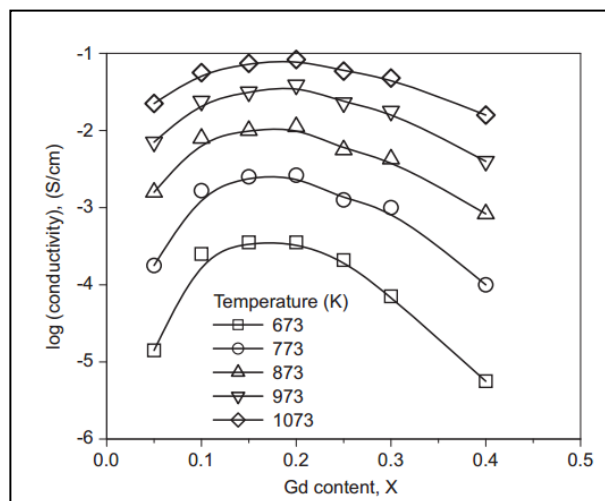 -1
-2
-3
-4
-5
-6
log (conductivity), (S/cm)
Temperature (K)
673
773
873
973
1073
0.0 0.1 0.2 0.3 0.4 0.5
Gd content, X